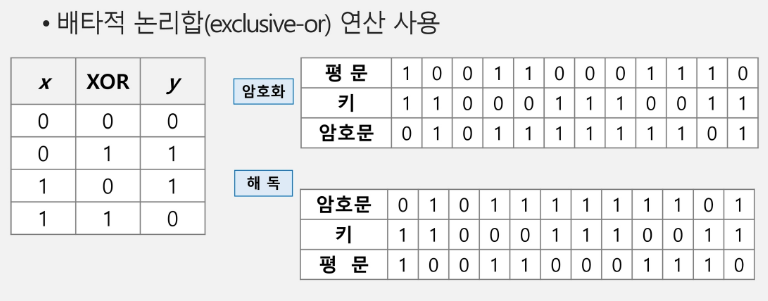 • 배타적 논리합(exclusive-or) 연산 사용
x XOR y
0 0 0
0 1 1
1 0 1
1 1 0
암호화
평 문 1 0 0 1 1 0 0 0 1 1 1 0
키 1 1 0 0 0 1 1 1 0 0 1 1
암호문 0 1 0 1 1 1 1 1 1 1 0 1
해 독
암호문 0 1 0 1 1 1 1 1 1 1 0 1
키 1 1 0 0 0 1 1 1 0 0 1 1
평 문 1 0 0 1 1 0 0 0 1 1 1 0